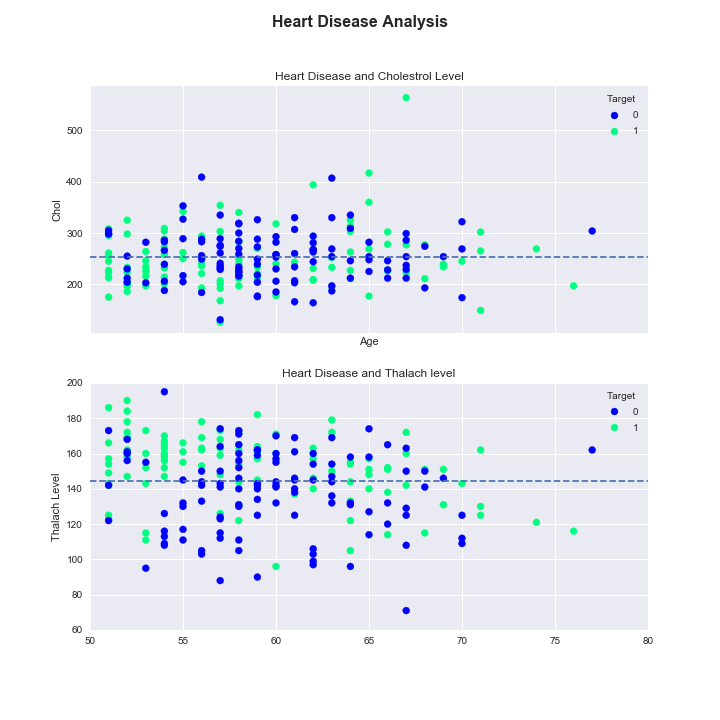 Heart Disease Analysis
Heart Disease and Cholestrol Level
Target
0
1
500
400
300
200
Chol
Age
Heart Disease and Thalach level
Target
0
1
200
180
160
140
120
100
80
60
Thalach Level
50 55 60 65 70 75 80